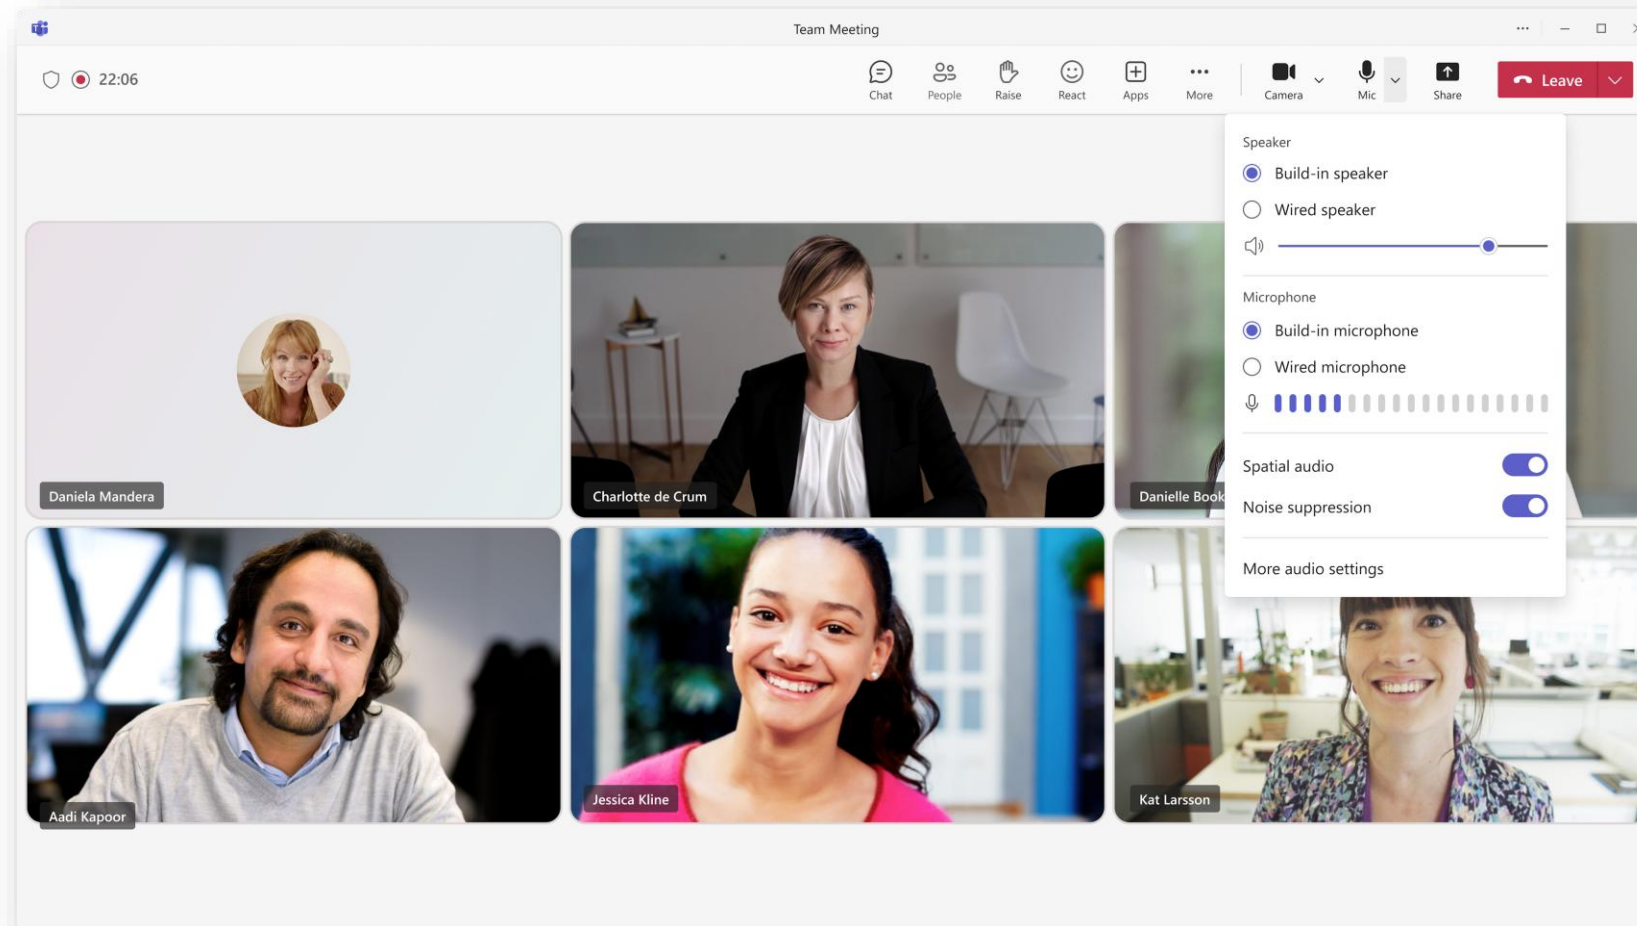 Team Meeting
22:06
Chat
People
Raise
React
Apps
More
Camera
Mic
Share
Leave
Speaker
Build-in speaker
Wired speaker
Microphone
Build-in microphone
Wired microphone
Spatial audio
Noise suppression
More audio settings
Daniela Mandera
Charlotte de Crum
Danielle Book
Aadi Kapoor
Jessica Kline
Kat Larsson